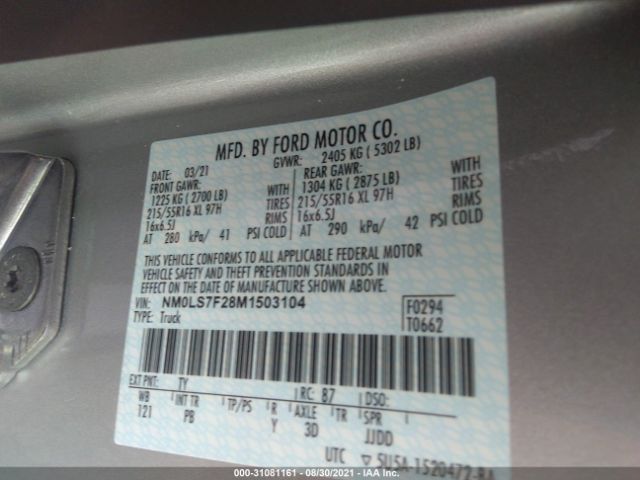 MFD. BY FORD MOTOR CO.
DATE: 03/21 GVWR: 2405 KG ( 5302 LB)
FRONT GAWR: REAR GAWR:
1225 KG ( 2700 LB) WITH 1304 KG ( 2875 LB) WITH
215/55R16 XL 97H TIRES 215/55R16 XL 97H TIRES
16x6.5J RIMS 16x6.5J RIMS
AT 280 kPa/ 41 PSI COLD AT 290 kPa/ 42 PSI COLD
THIS VEHICLE CONFORMS TO ALL APPLICABLE FEDERAL MOTOR
VEHICLE SAFETY AND THEFT PREVENTION STANDARDS IN
EFFECT ON THE DATE OF MANUFACTURE SHOWN ABOVE.
VIN: NM0LS7F28M1503104 F0294
TYPE: Truck T0662
EXT PNT: TY RC: 87 DSO:
WB INT TR TP/PS R AXLE TR SPR
121 PB Y 3D JJDD
UTC ▽ 5U5A-1520472-BA
000-31081161 - 08/30/2021 - IAA Inc.